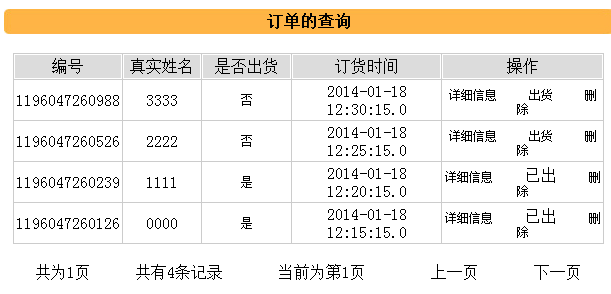 订单的查询
编号 真实姓名 是否出货 订货时间 操作
1196047260988 3333 否 2014-01-18 12:30:15.0 详细信息 出货 删除
1196047260526 2222 否 2014-01-18 12:25:15.0 详细信息 出货 删除
1196047260239 1111 是 2014-01-18 12:20:15.0 详细信息 已出 删除
1196047260126 0000 是 2014-01-18 12:15:15.0 详细信息 已出 删除
共为1页 共有4条记录 当前为第1页 上一页 下一页